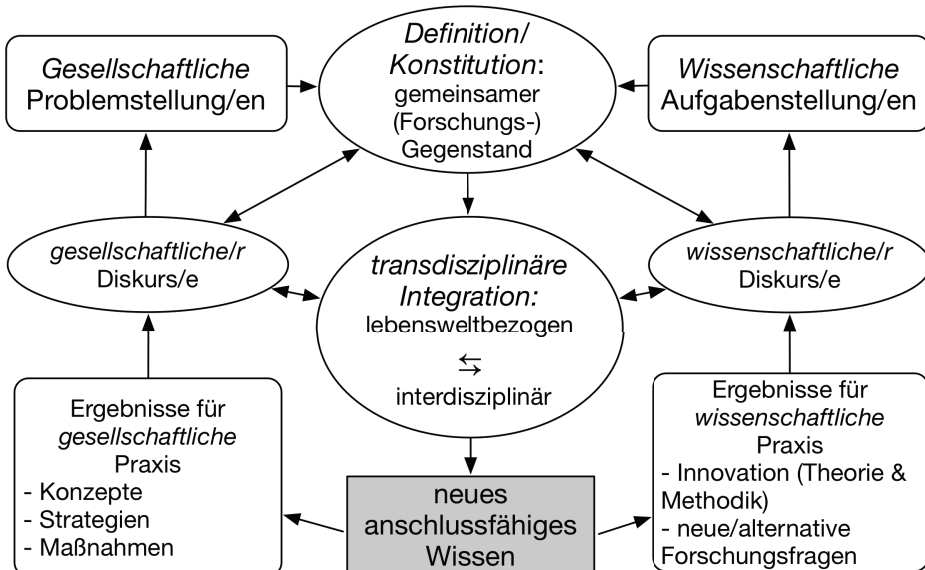 Gesellschaftliche
Problemstellung/en
Definition/
Konstitution:
gemeinsamer
(Forschungs-)
Gegenstand
Wissenschaftliche
Aufgabenstellung/en
gesellschaftliche/r
Diskurs/e
transdisziplinäre
Integration:
lebensweltbezogen
⇆
interdisziplinär
wissenschaftliche/r
Diskurs/e
Ergebnisse für
gesellschaftliche
Praxis
- Konzepte
- Strategien
- Maßnahmen
neues
anschlussfähiges
Wissen
Ergebnisse für
wissenschaftliche
Praxis
- Innovation (Theorie &
Methodik)
- neue/alternative
Forschungsfragen